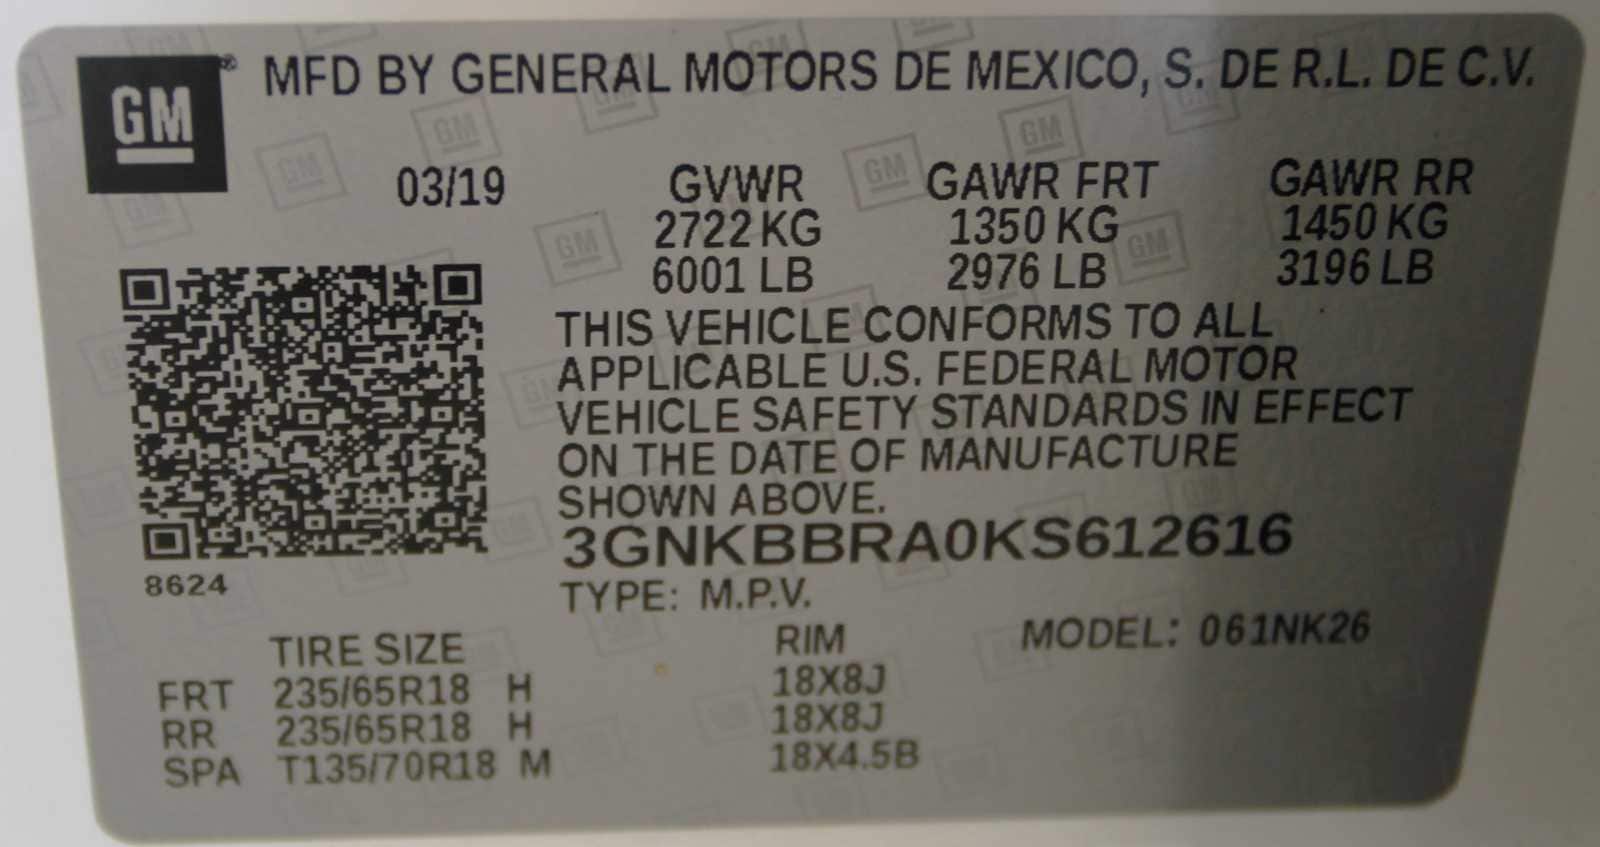 GM® MFD BY GENERAL MOTORS DE MEXICO, S. DE R.L. DE C.V.
03/19 GVWR GAWR FRT GAWR RR
2722 KG 1350 KG 1450 KG
6001 LB 2976 LB 3196 LB
THIS VEHICLE CONFORMS TO ALL
APPLICABLE U.S. FEDERAL MOTOR
VEHICLE SAFETY STANDARDS IN EFFECT
ON THE DATE OF MANUFACTURE
SHOWN ABOVE.
3GNKBBRA0KS612616
8624
TYPE: M.P.V.
TIRE SIZE RIM MODEL: 061NK26
FRT 235/65R18 H 18X8J
RR 235/65R18 H 18X8J
SPA T135/70R18 M 18X4.5B